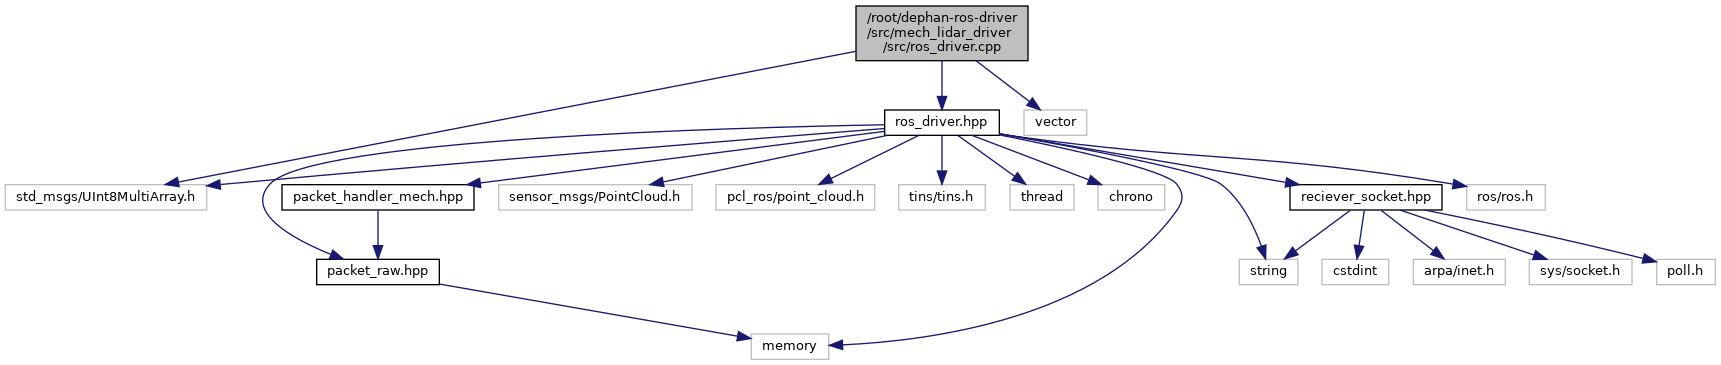 /root/dephan-ros-driver
/src/mech_lidar_driver
/src/ros_driver.cpp
ros_driver.hpp
vector
std_msgs/UInt8MultiArray.h
packet_handler_mech.hpp
sensor_msgs/PointCloud.h
pcl_ros/point_cloud.h
tins/tins.h
thread
chrono
reciever_socket.hpp
ros/ros.h
packet_raw.hpp
string
cstdint
arpa/inet.h
sys/socket.h
poll.h
memory